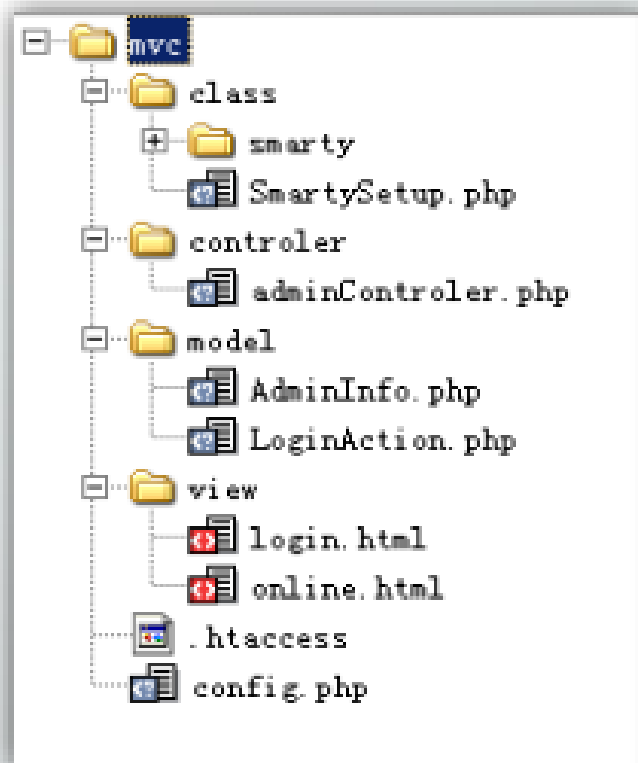 mvc
class
smarty
SmartySetup.php
controler
adminControler.php
model
AdminInfo.php
LoginAction.php
view
login.html
online.html
.htaccess
config.php